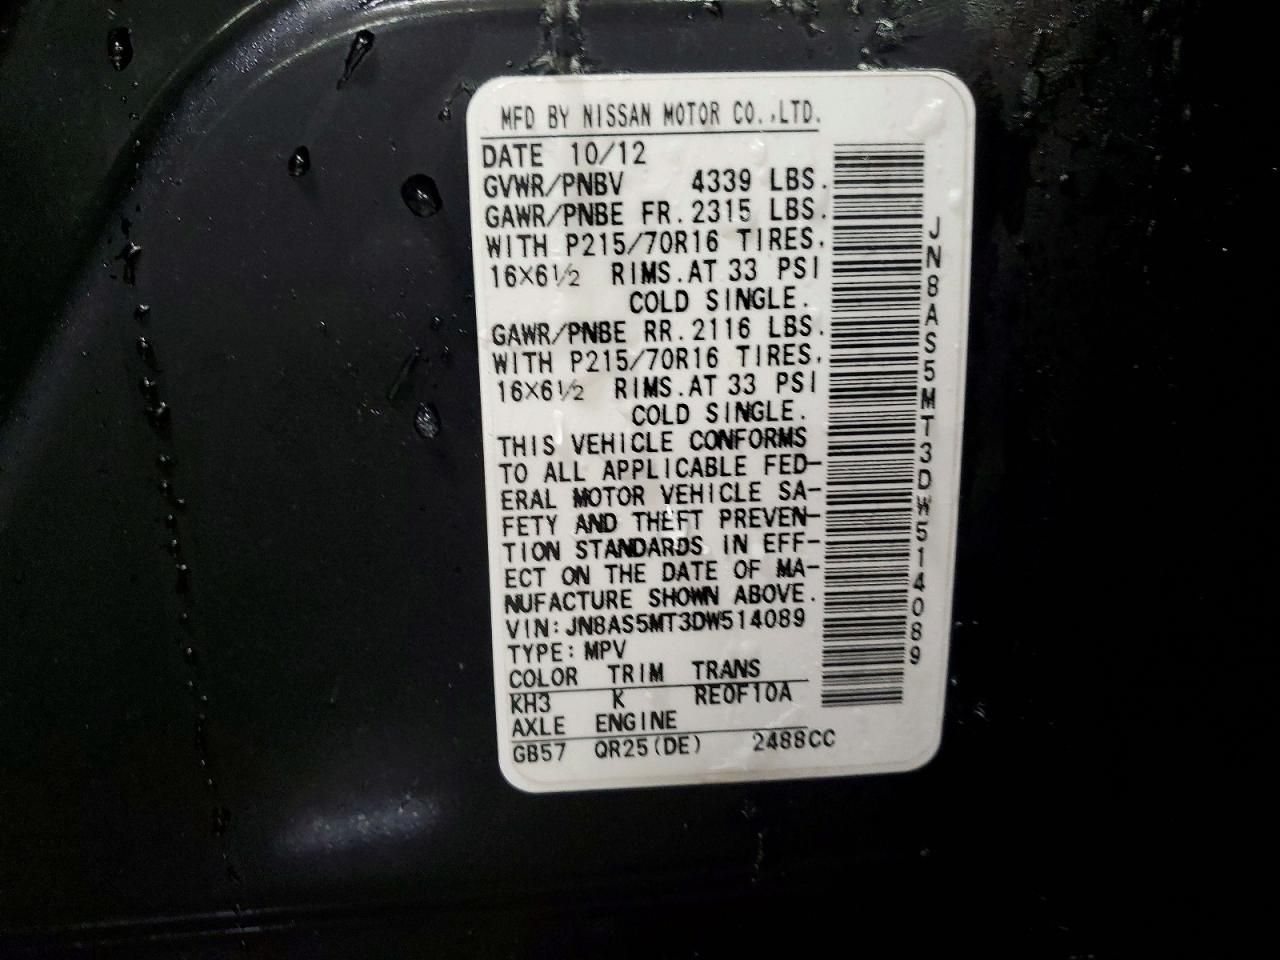 MFD BY NISSAN MOTOR CO.,LTD.
DATE 10/12
GVWR/PNBV 4339 LBS.
GAWR/PNBE FR.2315 LBS.
WITH P215/70R16 TIRES.
16X6½ RIMS.AT 33 PSI
COLD SINGLE.
GAWR/PNBE RR.2116 LBS.
WITH P215/70R16 TIRES.
16X6½ RIMS.AT 33 PSI
COLD SINGLE.
THIS VEHICLE CONFORMS
TO ALL APPLICABLE FED-
ERAL MOTOR VEHICLE SA-
FETY AND THEFT PREVEN-
TION STANDARDS IN EFF-
ECT ON THE DATE OF MA-
NUFACTURE SHOWN ABOVE.
VIN:JN8AS5MT3DW514089
TYPE:MPV
COLOR TRIM TRANS
KH3 K RE0F10A
AXLE ENGINE
GB57 QR25(DE) 2488CC
JN8AS5MT3DW514089